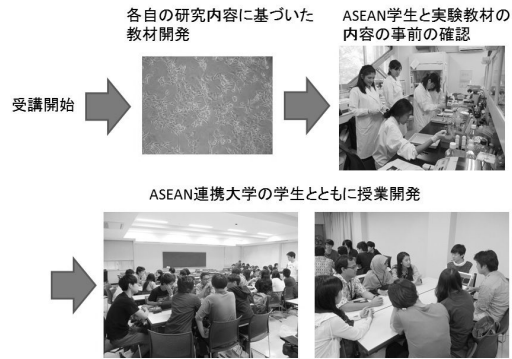 各自の研究内容に基づいた
教材開発
ASEAN学生と実験教材の
内容の事前の確認
受講開始
ASEAN連携大学の学生とともに授業開発